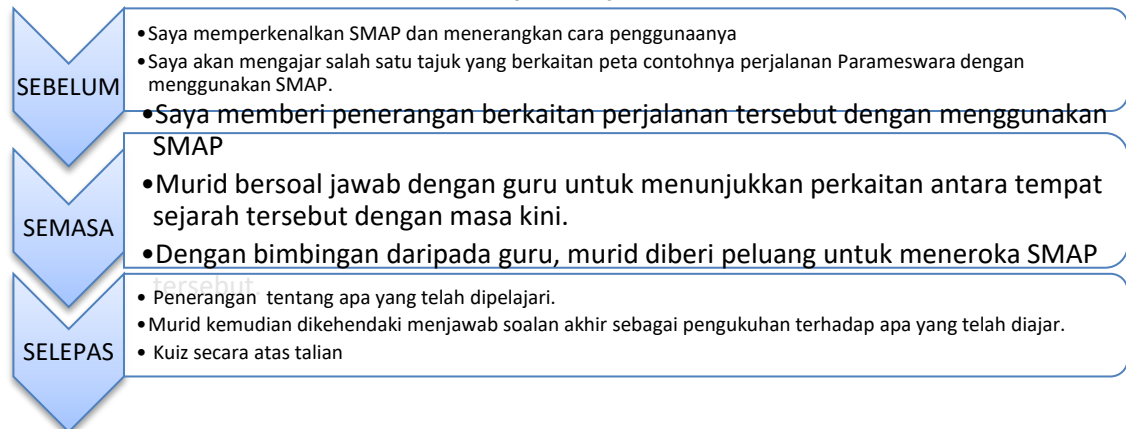 SEBELUM
•Saya memperkenalkan SMAP dan menerangkan cara penggunaanya
•Saya akan mengajar salah satu tajuk yang berkaitan peta contohnya perjalanan Parameswara dengan
menggunakan SMAP.
SEMASA
•Saya memberi penerangan berkaitan perjalanan tersebut dengan menggunakan
SMAP
•Murid bersoal jawab dengan guru untuk menunjukkan perkaitan antara tempat
sejarah tersebut dengan masa kini.
•Dengan bimbingan daripada guru, murid diberi peluang untuk meneroka SMAP
tersebut.
SELEPAS
• Penerangan tentang apa yang telah dipelajari.
•Murid kemudian dikehendaki menjawab soalan akhir sebagai pengukuhan terhadap apa yang telah diajar.
• Kuiz secara atas talian